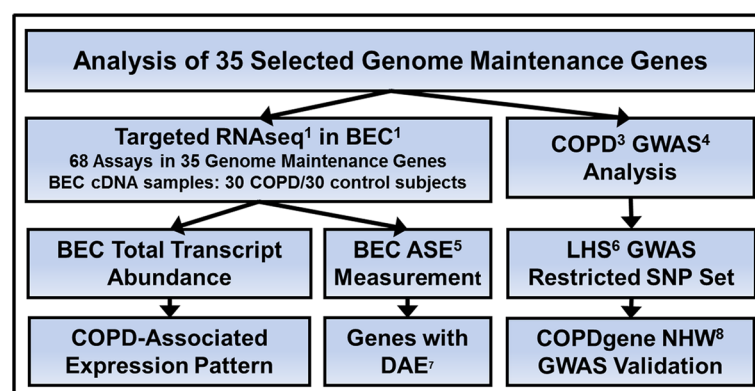 Analysis of 35 Selected Genome Maintenance Genes
Targeted RNAseq¹ in BEC¹
68 Assays in 35 Genome Maintenance Genes
BEC cDNA samples: 30 COPD/30 control subjects
COPD³ GWAS⁴
Analysis
BEC Total Transcript
Abundance
BEC ASE⁵
Measurement
LHS⁶ GWAS
Restricted SNP Set
COPD-Associated
Expression Pattern
Genes with
DAE⁷
COPDgene NHW⁸
GWAS Validation